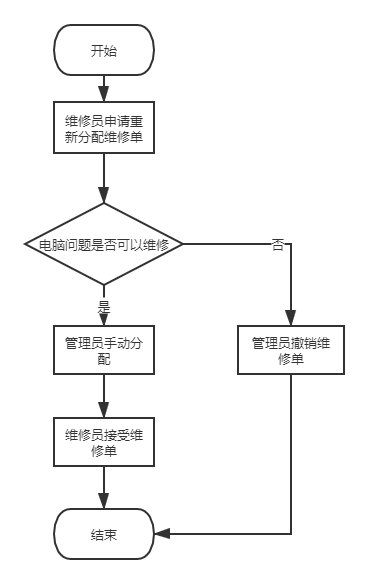 开始
维修员申请重
新分配维修单
电脑问题是否可以维修
否
是
管理员手动分
配
管理员撤销维
修单
维修员接受维
修单
结束